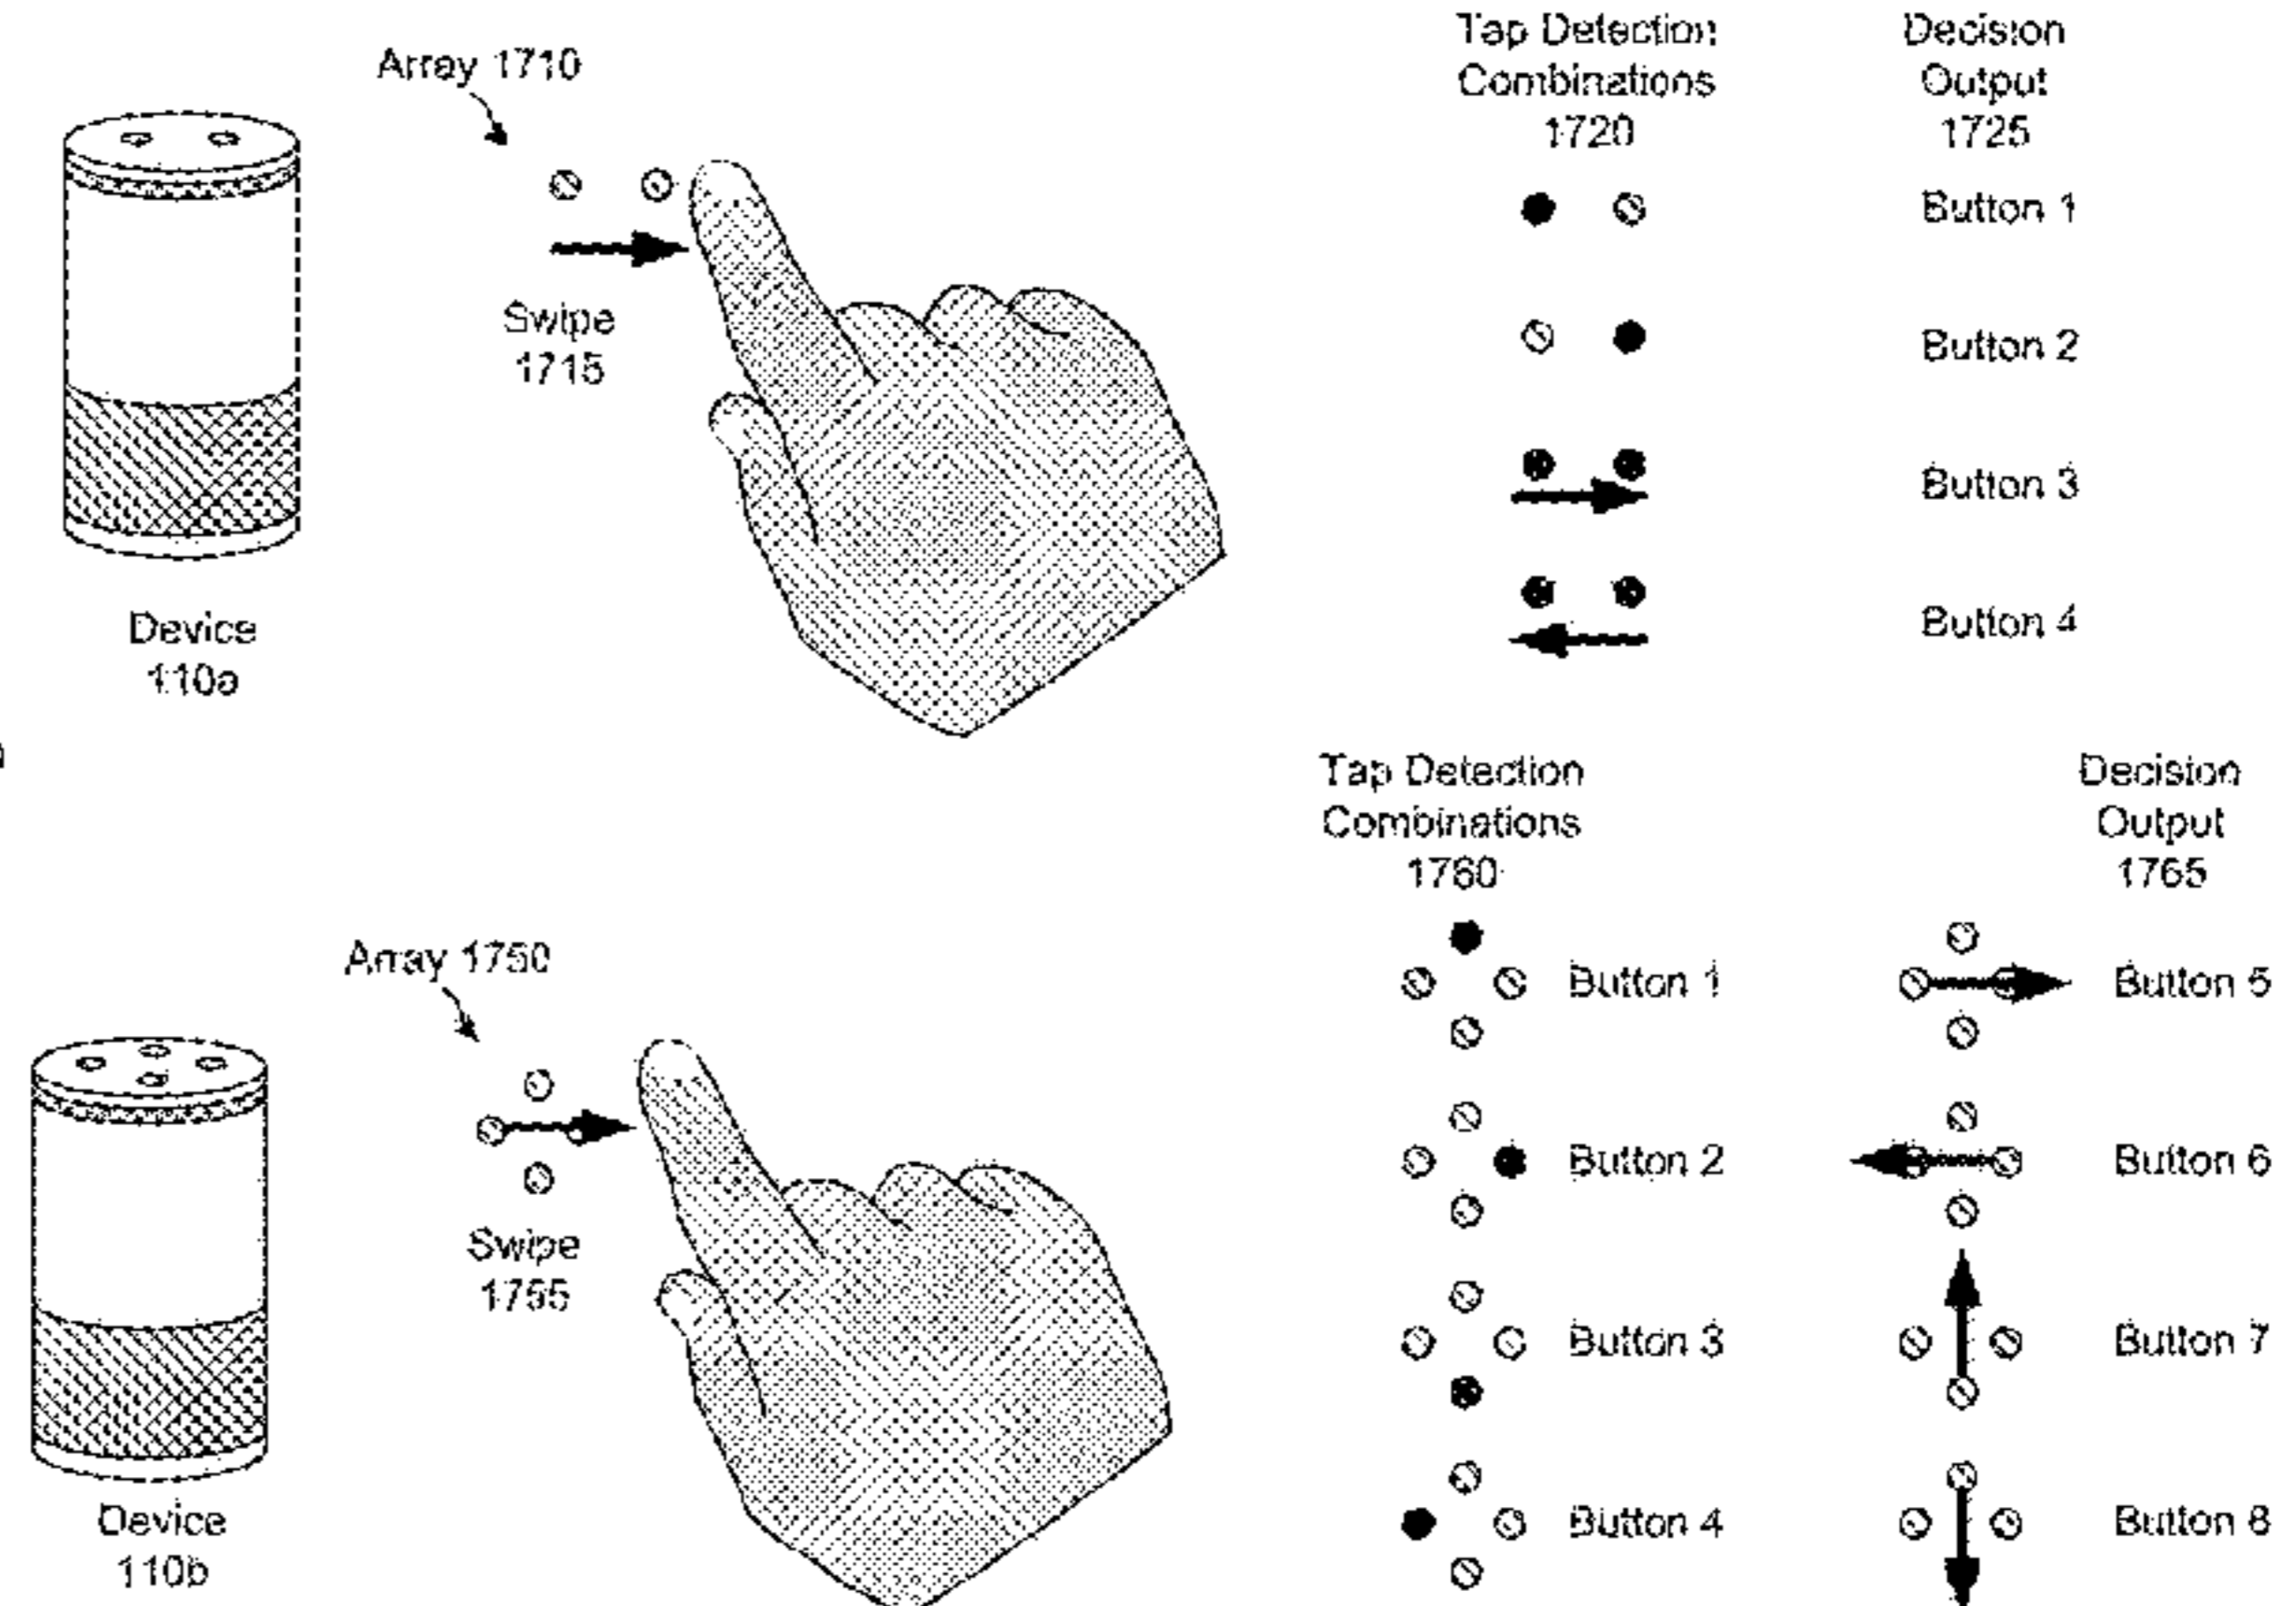 Array 1710
Swipe
1715
Device
110a
Tap Detection
Combinations
1720
Decision
Output
1725
Button 1
Button 2
Button 3
Button 4
Array 1750
Swipe
1755
Device
110b
Tap Detection
Combinations
1760
Decision
Output
1765
Button 1
Button 5
Button 2
Button 6
Button 3
Button 7
Button 4
Button 8